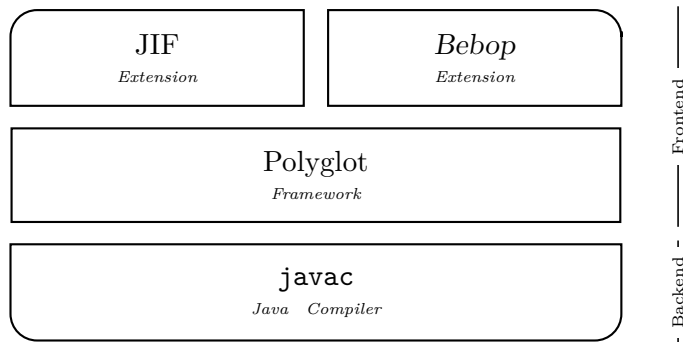 JIF
Extension
Bebop
Extension
Polyglot
Framework
javac
Java Compiler
Frontend
Backend